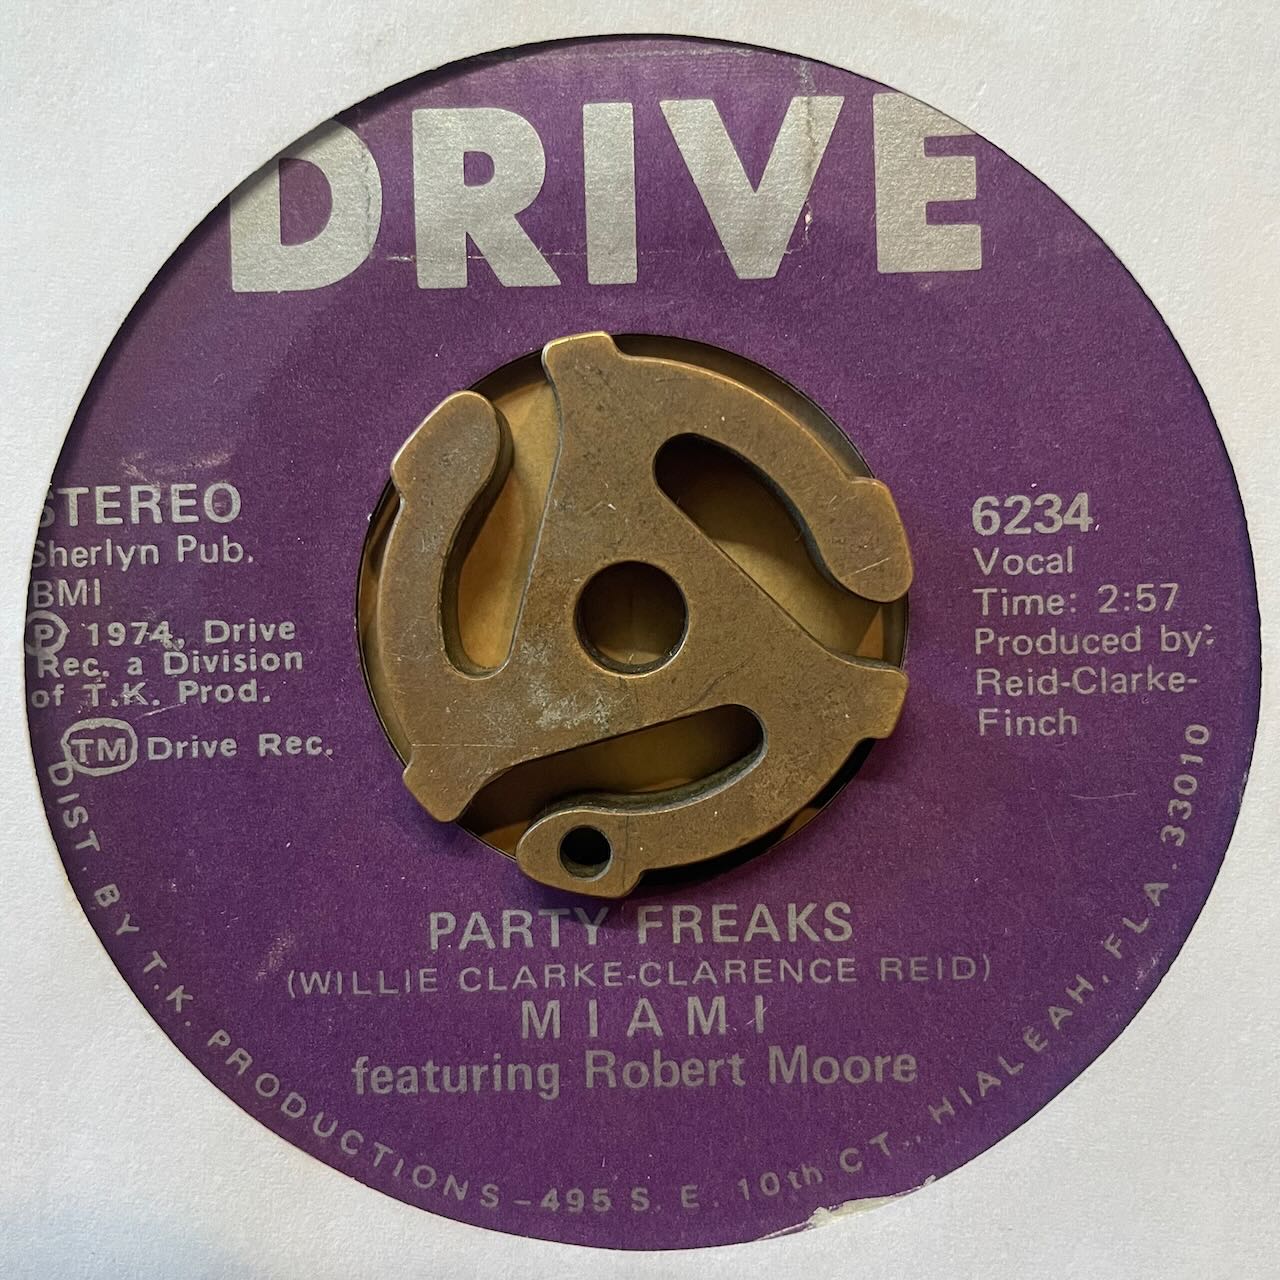 DRIVE
STEREO
Sherlyn Pub.
BMI
Ⓟ 1974, Drive
Rec. a Division
of T.K. Prod.
TM Drive Rec.
6234
Vocal
Time: 2:57
Produced by:
Reid-Clarke-
Finch
PARTY FREAKS
(WILLIE CLARKE-CLARENCE REID)
MIAMI
featuring Robert Moore
DIST. BY T.K. PRODUCTIONS-495 S. E. 10th CT., HIALEAH, FLA. 33010